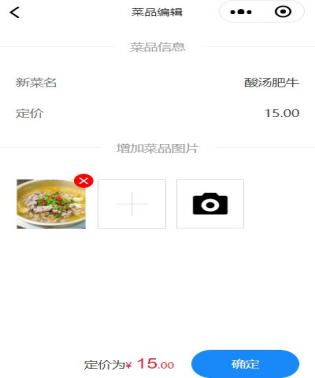 菜品编辑
菜品信息
新菜名 酸汤肥牛
定价 15.00
增加菜品图片
定价为¥ 15.00 确定